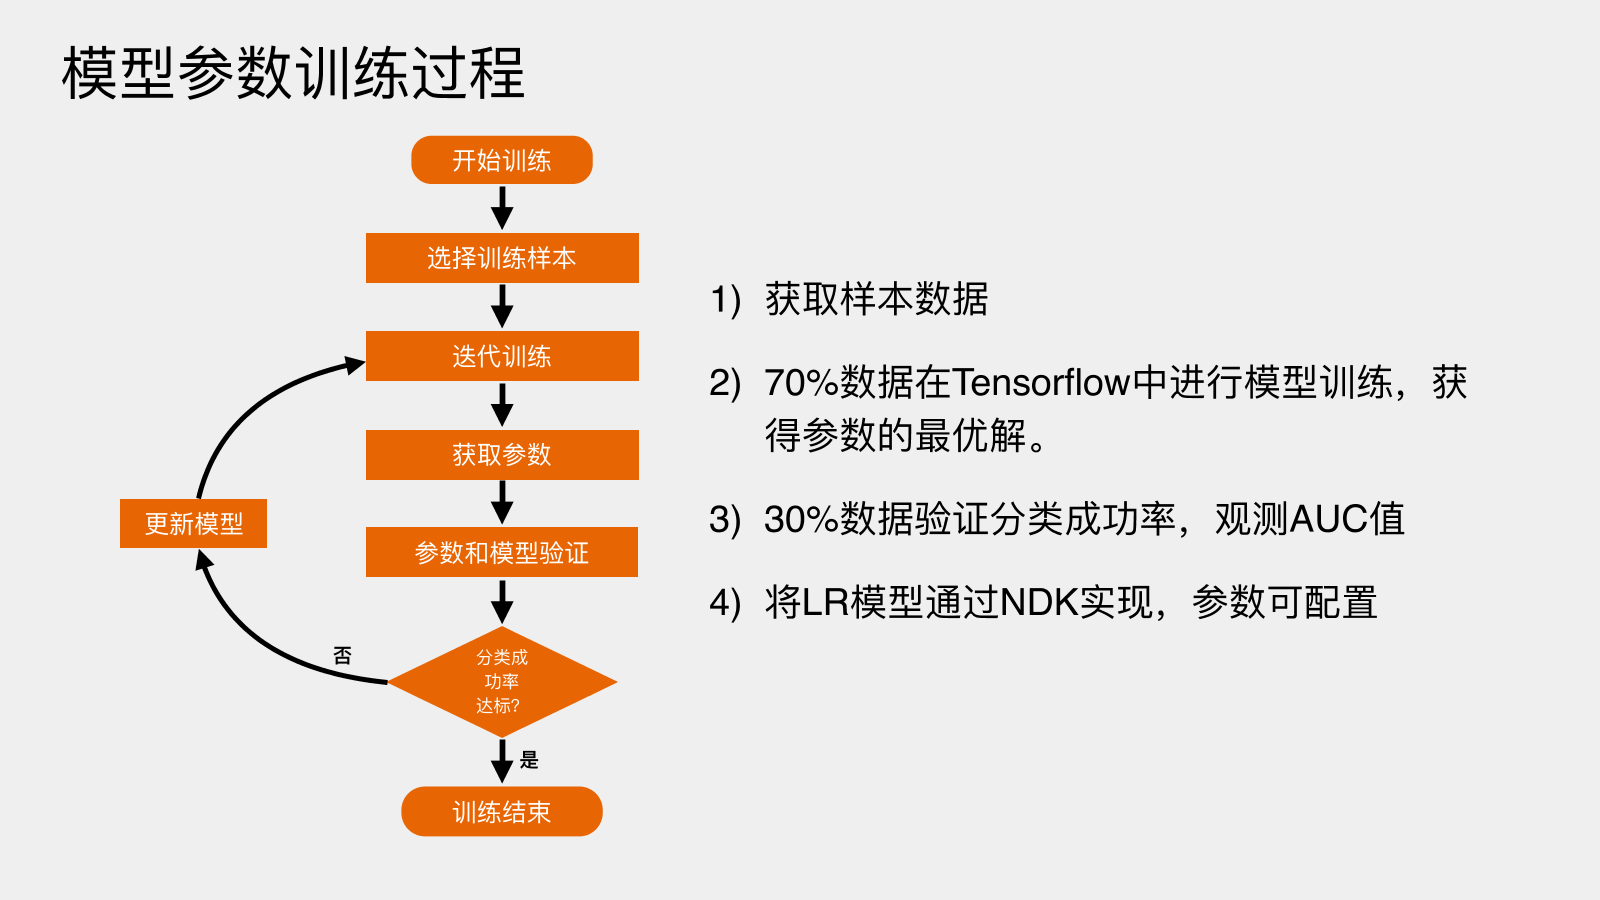 模型参数训练过程
开始训练
选择训练样本
迭代训练
获取参数
更新模型
参数和模型验证
否
分类成
功率
达标?
是
训练结束
1) 获取样本数据
2) 70%数据在Tensorflow中进行模型训练，获
得参数的最优解。
3) 30%数据验证分类成功率，观测AUC值
4) 将LR模型通过NDK实现，参数可配置